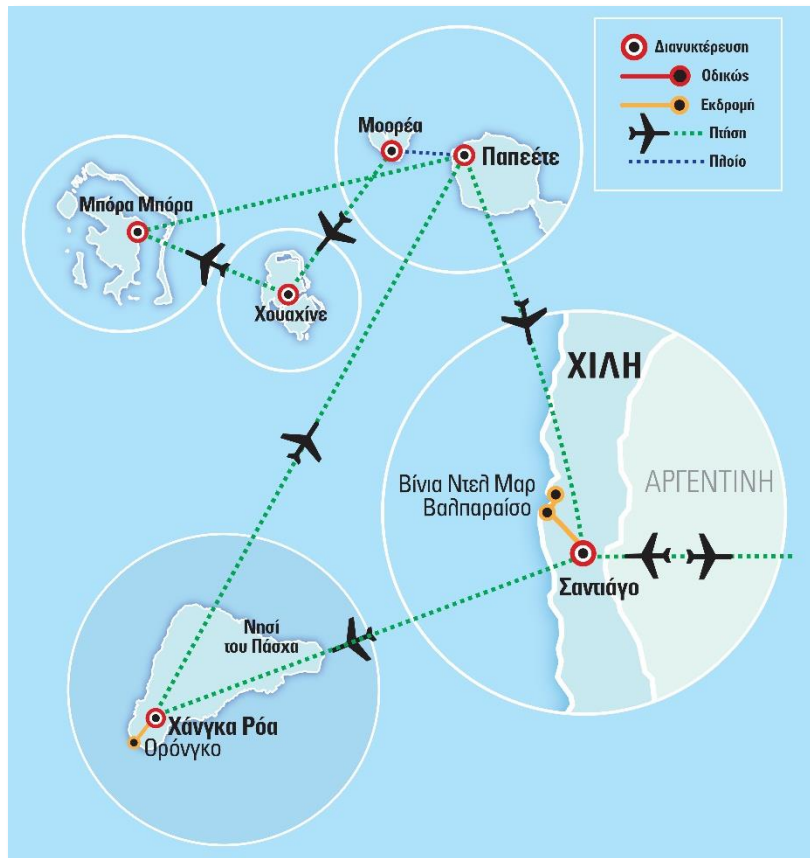 Διανυκτέρευση
Οδικώς
Εκδρομή
Πτήση
Πλοίο
Μοορέα
Παπεέτε
Μπόρα Μπόρα
Χουαχίνε
ΧΙΛΗ
Βίνια Ντελ Μαρ
Βαλπαραίσο
ΑΡΓΕΝΤΙΝΗ
Σαντιάγο
Νησί
του Πάσχα
Χάνγκα Ρόα
Ορόνγκο